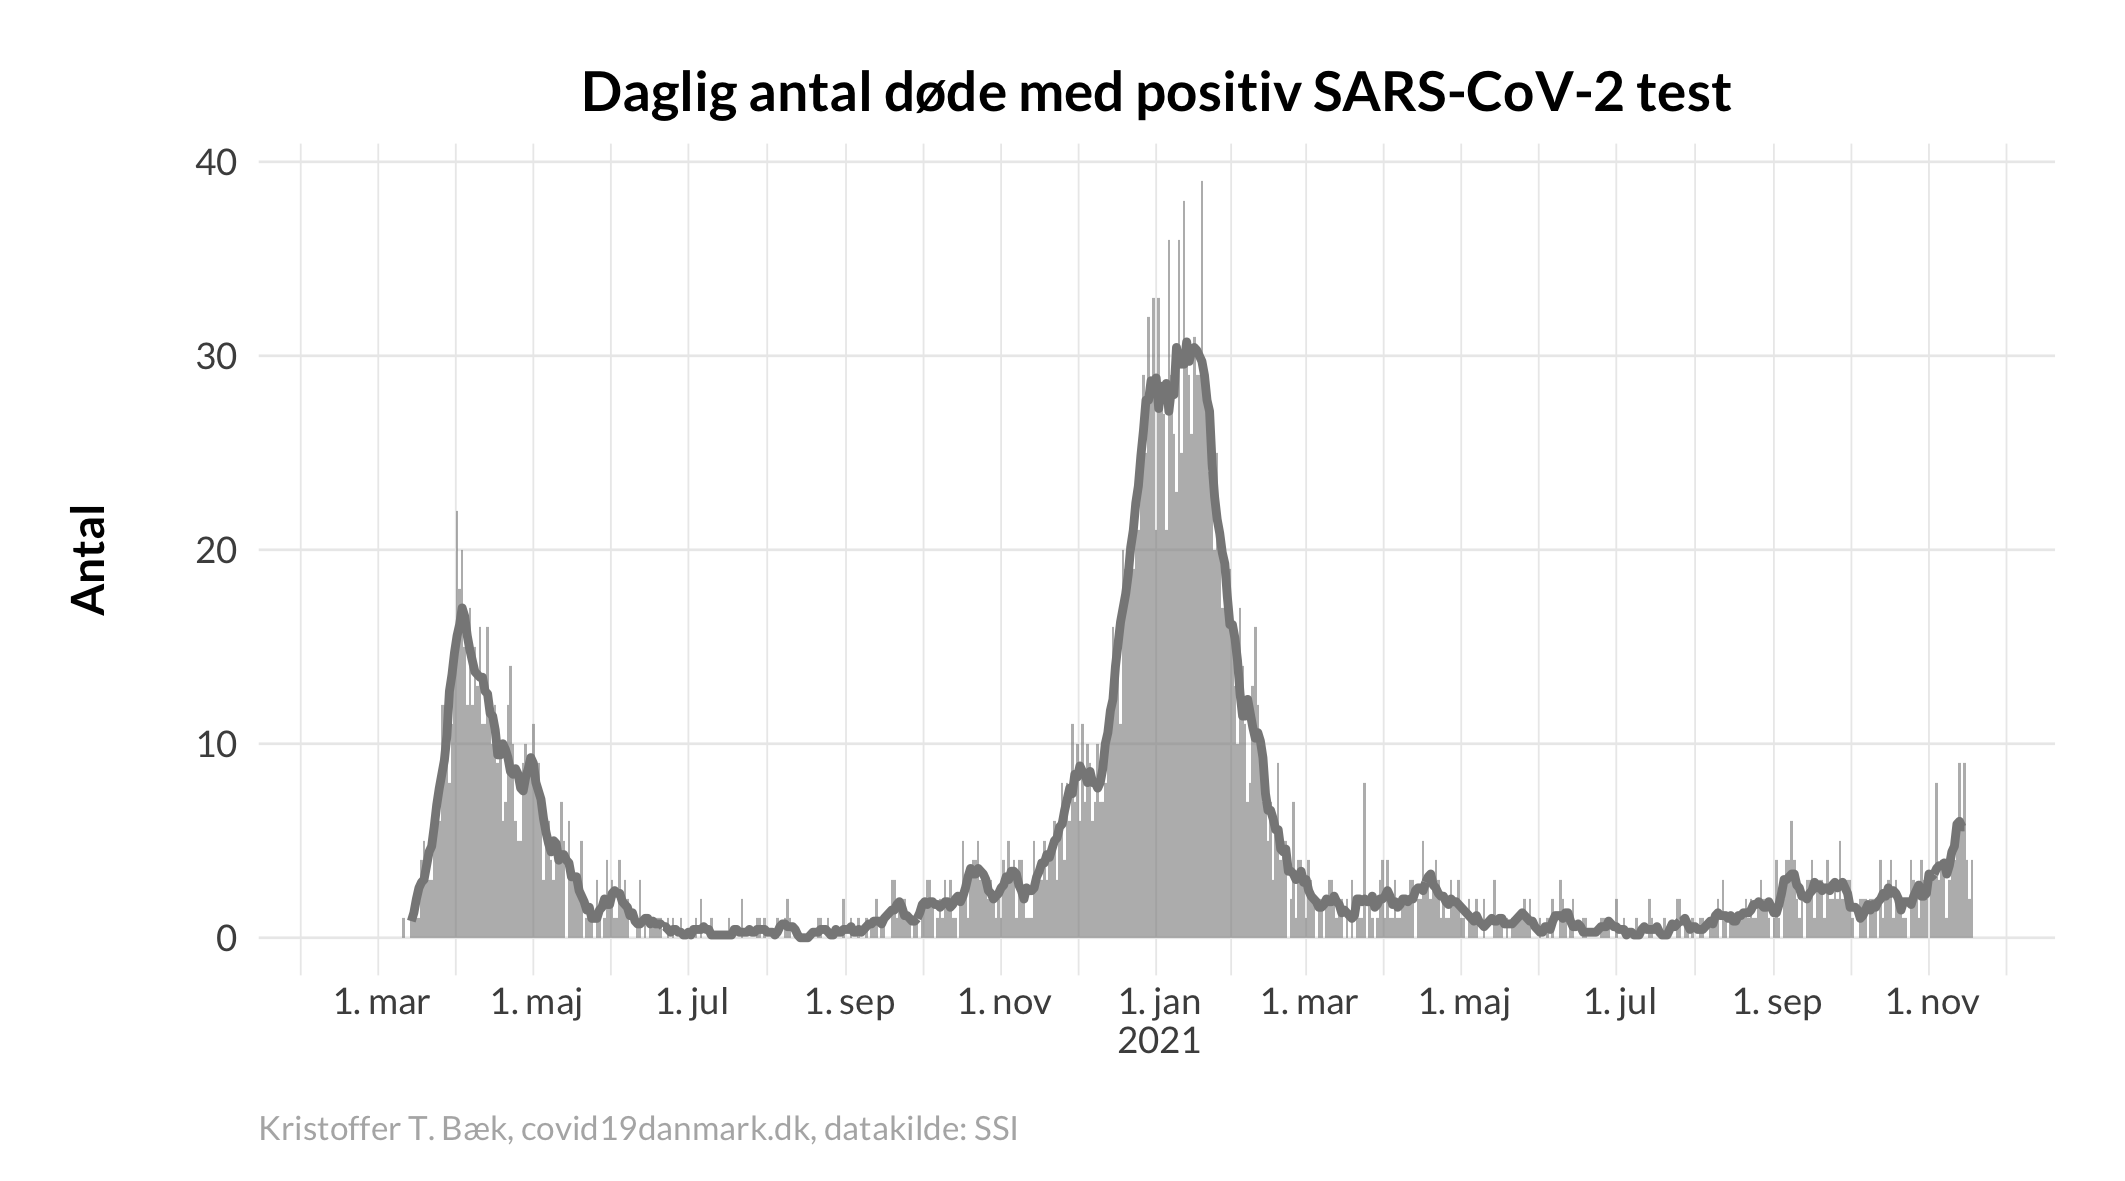 Daglig antal døde med positiv SARS-CoV-2 test
Antal
40
30
20
10
0
1. mar 1. maj 1. jul 1. sep 1. nov 1. jan 1. mar 1. maj 1. jul 1. sep 1. nov
2021
Kristoffer T. Bæk, covid19danmark.dk, datakilde: SSI